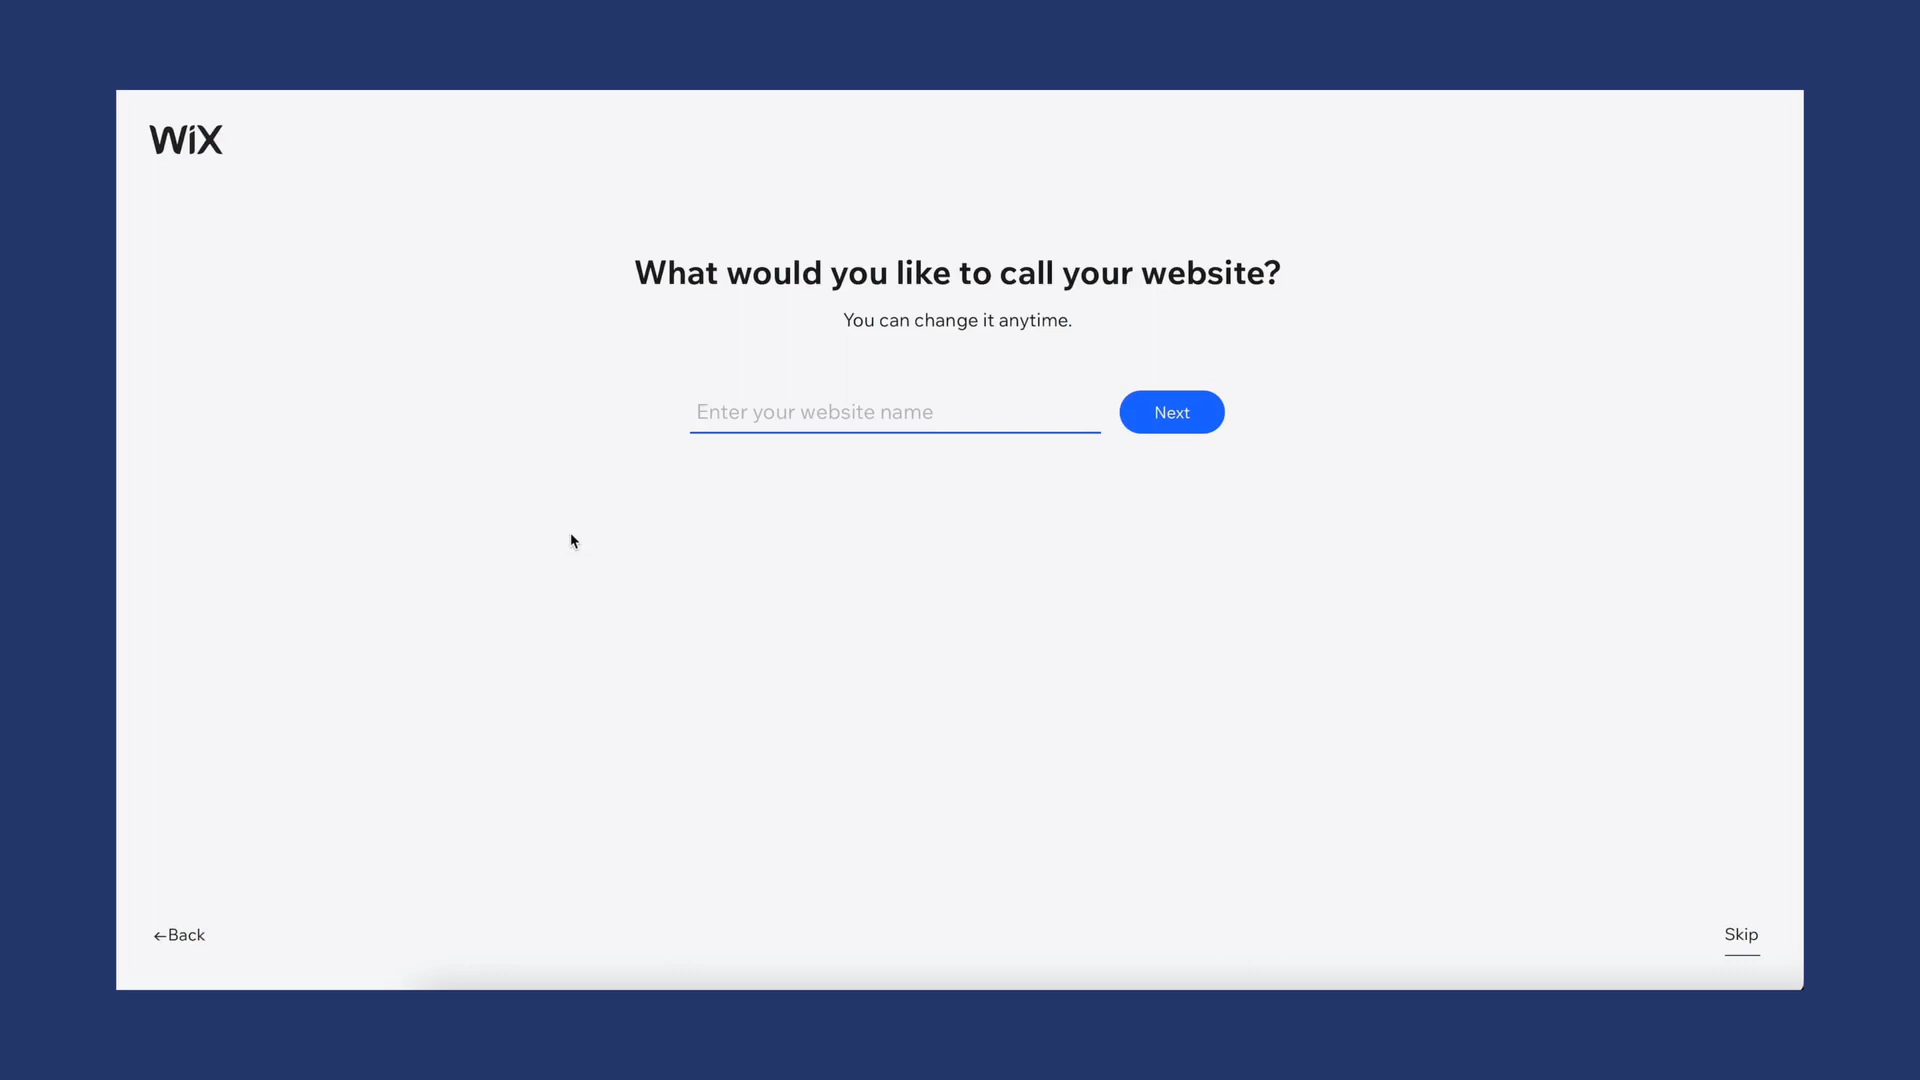 WiX
What would you like to call your website?
You can change it anytime.
Enter your website name
Next
←Back
Skip